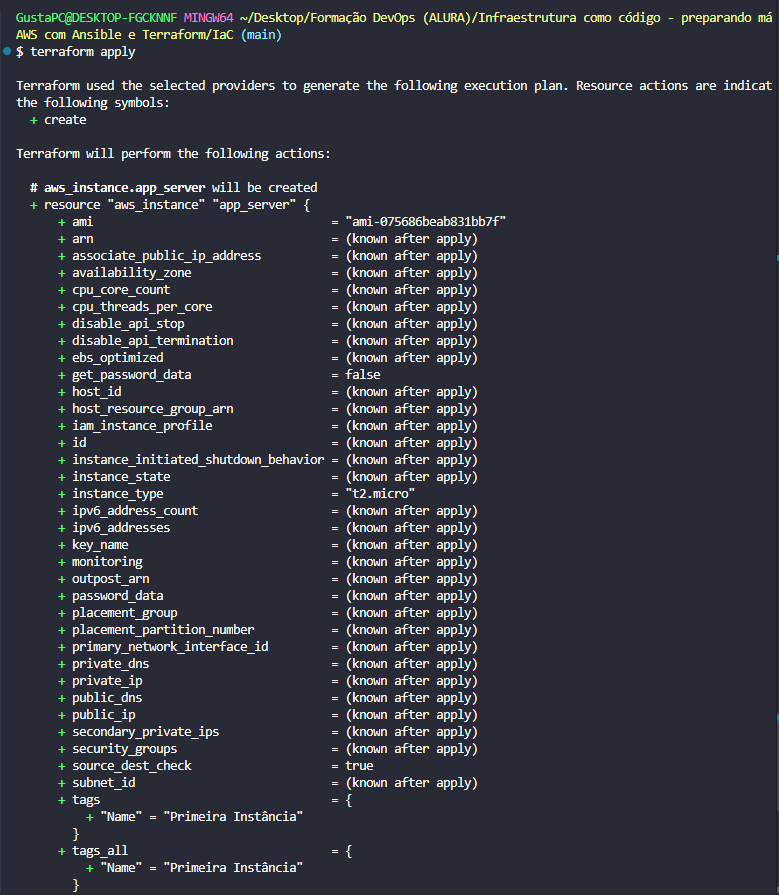 GustaPC@DESKTOP-FGCKNNF MINGW64 ~/Desktop/Formação DevOps (ALURA)/Infraestrutura como código - preparando má
AWS com Ansible e Terraform/IaC (main)
$ terraform apply
Terraform used the selected providers to generate the following execution plan. Resource actions are indicat
the following symbols:
+ create
Terraform will perform the following actions:
# aws_instance.app_server will be created
+ resource "aws_instance" "app_server" {
+ ami = "ami-075686beab831bb7f"
+ arn = (known after apply)
+ associate_public_ip_address = (known after apply)
+ availability_zone = (known after apply)
+ cpu_core_count = (known after apply)
+ cpu_threads_per_core = (known after apply)
+ disable_api_stop = (known after apply)
+ disable_api_termination = (known after apply)
+ ebs_optimized = (known after apply)
+ get_password_data = false
+ host_id = (known after apply)
+ host_resource_group_arn = (known after apply)
+ iam_instance_profile = (known after apply)
+ id = (known after apply)
+ instance_initiated_shutdown_behavior = (known after apply)
+ instance_state = (known after apply)
+ instance_type = "t2.micro"
+ ipv6_address_count = (known after apply)
+ ipv6_addresses = (known after apply)
+ key_name = (known after apply)
+ monitoring = (known after apply)
+ outpost_arn = (known after apply)
+ password_data = (known after apply)
+ placement_group = (known after apply)
+ placement_partition_number = (known after apply)
+ primary_network_interface_id = (known after apply)
+ private_dns = (known after apply)
+ private_ip = (known after apply)
+ public_dns = (known after apply)
+ public_ip = (known after apply)
+ secondary_private_ips = (known after apply)
+ security_groups = (known after apply)
+ source_dest_check = true
+ subnet_id = (known after apply)
+ tags = {
+ "Name" = "Primeira Instância"
}
+ tags_all = {
+ "Name" = "Primeira Instância"
}